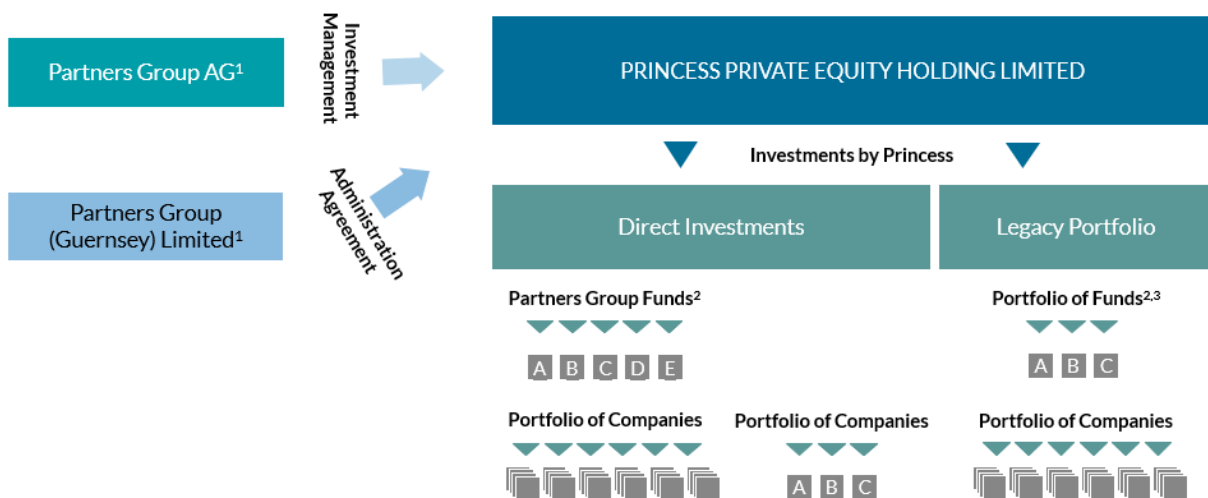 Partners Group AG¹
Investment
Management
PRINCESS PRIVATE EQUITY HOLDING LIMITED
Investments by Princess
Partners Group
(Guernsey) Limited¹
Administration
Agreement
Direct Investments
Legacy Portfolio
Partners Group Funds²
Portfolio of Funds²,³
A B C D E
A B C
Portfolio of Companies
Portfolio of Companies
Portfolio of Companies
A B C